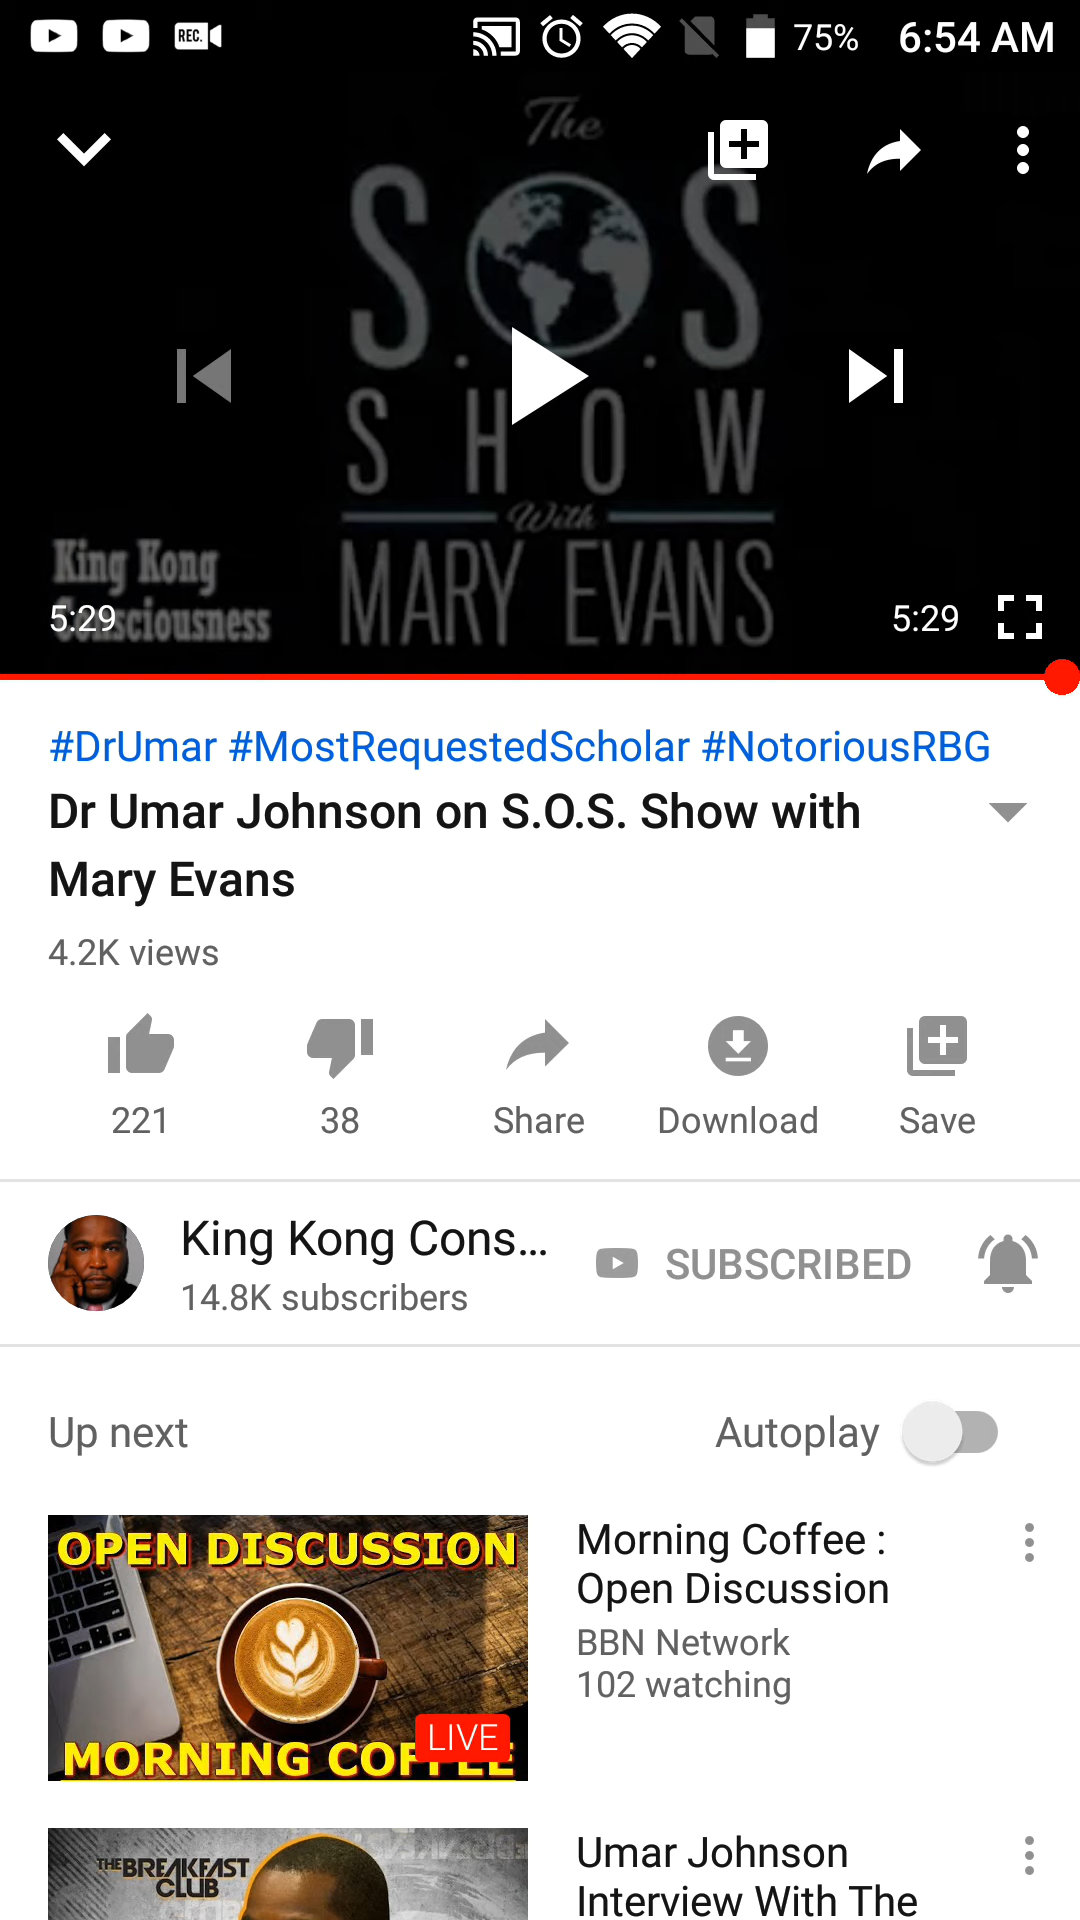 REC.
75%
6:54 AM
The
S.O.S
SHOW
With
MARY EVANS
King Kong
Consciousness
5:29
5:29
#DrUmar #MostRequestedScholar #NotoriousRBG
Dr Umar Johnson on S.O.S. Show with
Mary Evans
4.2K views
221
38
Share
Download
Save
King Kong Cons...
14.8K subscribers
SUBSCRIBED
Up next
Autoplay
OPEN DISCUSSION
MORNING COFFEE
LIVE
Morning Coffee :
Open Discussion
BBN Network
102 watching
THE BREAKFAST
CLUB
Umar Johnson
Interview With The